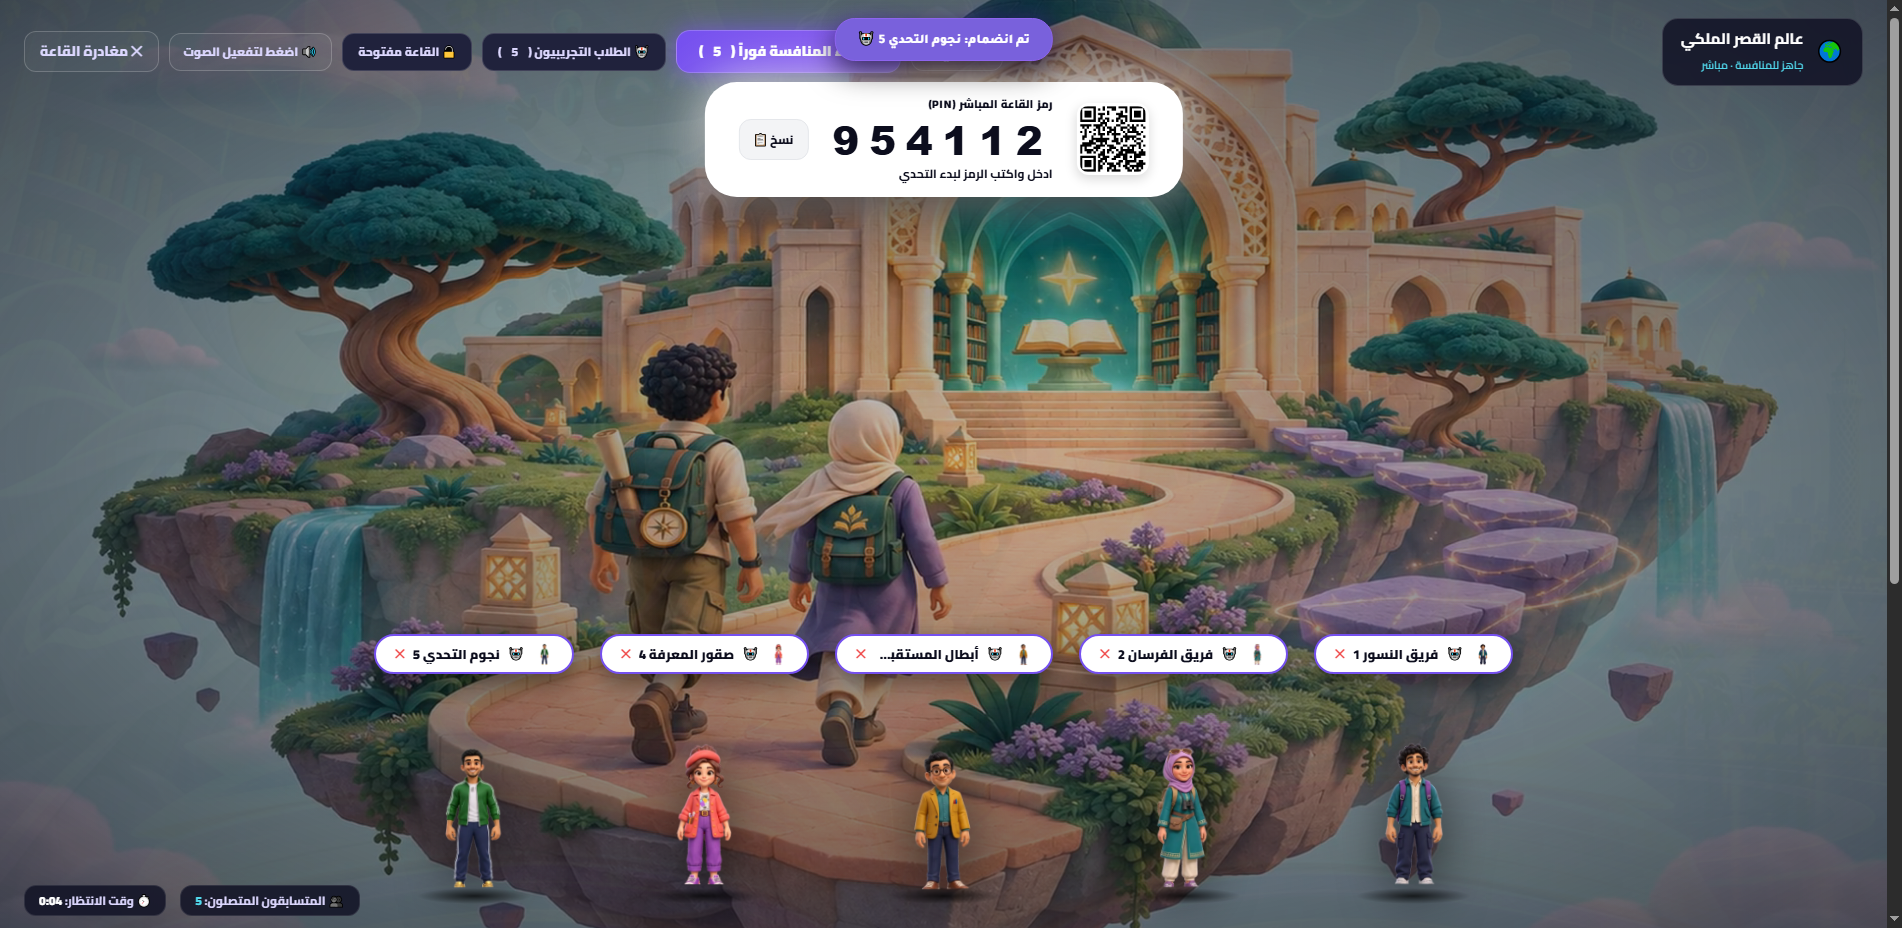 عالم القصر الملكي
جاهز للمنافسة · مباشر
تم انضمام: نجوم التحدي 5
المنافسة فوراً ( 5 )
الطلاب التجريبيون ( 5 )
القاعة مفتوحة
اضغط لتفعيل الصوت
مغادرة القاعة
رمز القاعة المباشر (PIN)
954112
نسخ
ادخل واكتب الرمز لبدء التحدي
فريق النسور 1
فريق الفرسان 2
أبطال المستقبـ...
صقور المعرفة 4
نجوم التحدي 5
المتسابقون المتصلون: 5
وقت الانتظار: 0:04